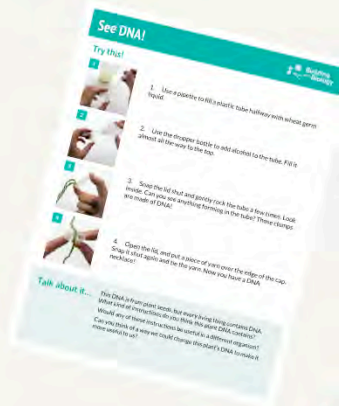 See DNA!
Building
with
Biology
Try this!
1
1. Use a pipette to fill a plastic tube halfway with wheat germ
liquid.
2
2. Use the dropper bottle to add alcohol to the tube. Fill it
almost all the way to the top.
3
3. Snap the lid shut and gently rock the tube a few times. Look
inside. Can you see anything forming in the tube? Those clumps
are made of DNA!
4
4. Open the lid, and put a piece of yarn over the edge of the cap.
Snap it shut again and tie the yarn. Now you have a DNA
necklace!
Talk about it...
This DNA is from plant seeds, but every living thing contains DNA.
What kind of instructions do you think this plant DNA contains?
Would any of these instructions be useful in a different organism?
Can you think of a way we could change this plant's DNA to make it
more useful to us?